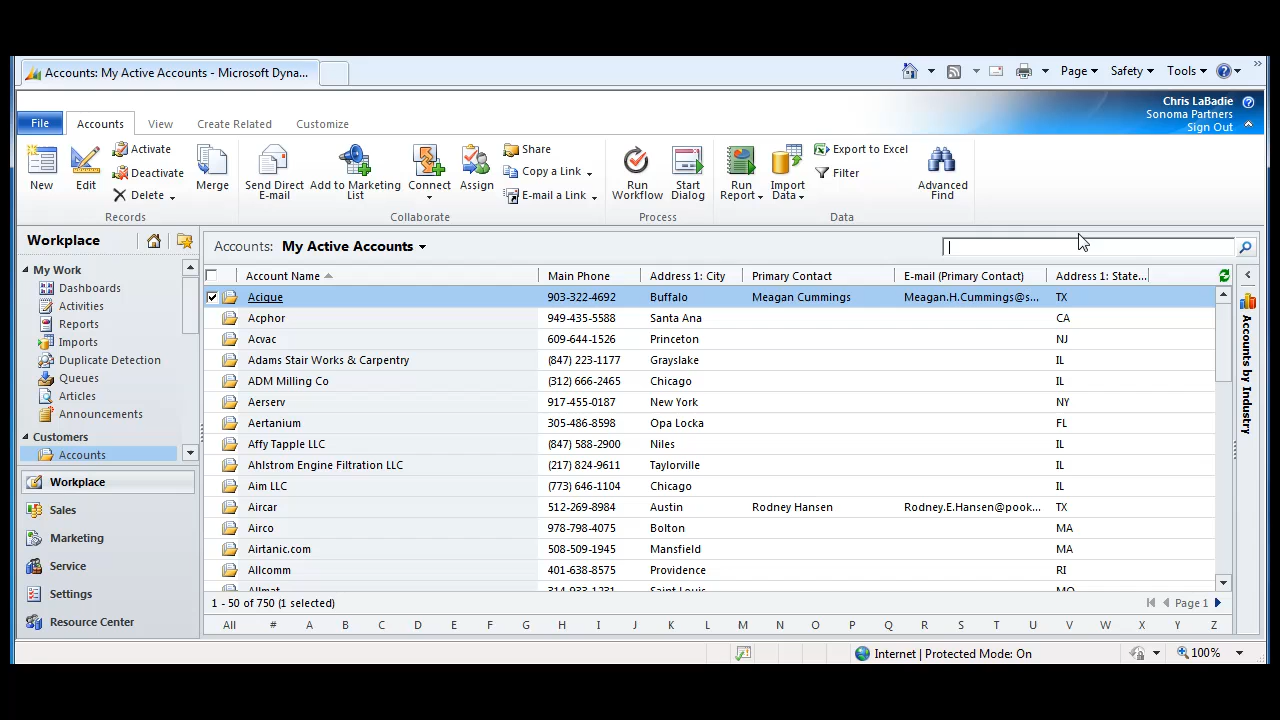 Accounts: My Active Accounts - Microsoft Dyna...
Page Safety Tools
Chris LaBadie
Sonoma Partners
Sign Out
File Accounts View Create Related Customize
New Edit Activate Deactivate Delete Merge Send Direct E-mail Add to Marketing List Connect Assign Share Copy a Link E-mail a Link Run Workflow Start Dialog Run Report Import Data Export to Excel Filter Advanced Find
Records Collaborate Process Data
Workplace
Accounts: My Active Accounts
My Work
Dashboards
Activities
Reports
Imports
Duplicate Detection
Queues
Articles
Announcements
Customers
Accounts
Workplace
Sales
Marketing
Service
Settings
Resource Center
Account Name Main Phone Address 1: City Primary Contact E-mail (Primary Contact) Address 1: State...
Acique 903-322-4692 Buffalo Meagan Cummings Meagan.H.Cummings@s... TX
Acphor 949-435-5588 Santa Ana CA
Acvac 609-644-1526 Princeton NJ
Adams Stair Works & Carpentry (847) 223-1177 Grayslake IL
ADM Milling Co (312) 666-2465 Chicago IL
Aerserv 917-455-0187 New York NY
Aertanium 305-486-8598 Opa Locka FL
Affy Tapple LLC (847) 588-2900 Niles IL
Ahlstrom Engine Filtration LLC (217) 824-9611 Taylorville IL
Aim LLC (773) 646-1104 Chicago IL
Aircar 512-269-8984 Austin Rodney Hansen Rodney.E.Hansen@pook... TX
Airco 978-798-4075 Bolton MA
Airtanic.com 508-509-1945 Mansfield MA
Allcomm 401-638-8575 Providence RI
Allmat 314-933-1231 Saint Louis MO
Accounts by Industry
1 - 50 of 750 (1 selected) Page 1
All # A B C D E F G H I J K L M N O P Q R S T U V W X Y Z
Internet | Protected Mode: On 100%